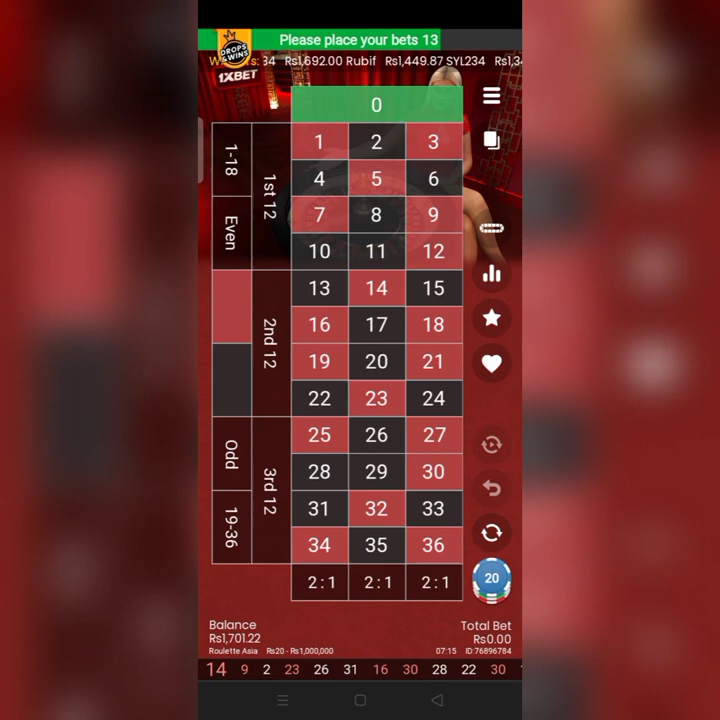 Please place your bets 13
DROPS & WINS
W s: 34 Rs1,692.00 Rubif Rs1,449.87 SYL234
1XBET
0
1-18
Even
Odd
19-36
1st 12
2nd 12
3rd 12
1 2 3
4 5 6
7 8 9
10 11 12
13 14 15
16 17 18
19 20 21
22 23 24
25 26 27
28 29 30
31 32 33
34 35 36
2:1 2:1 2:1
20
Balance
Rs1,701.22
Total Bet
Rs0.00
Roulette Asia Rs20 - Rs1,000,000
07:15 ID:76896784
14 9 2 23 26 31 16 30 28 22 30